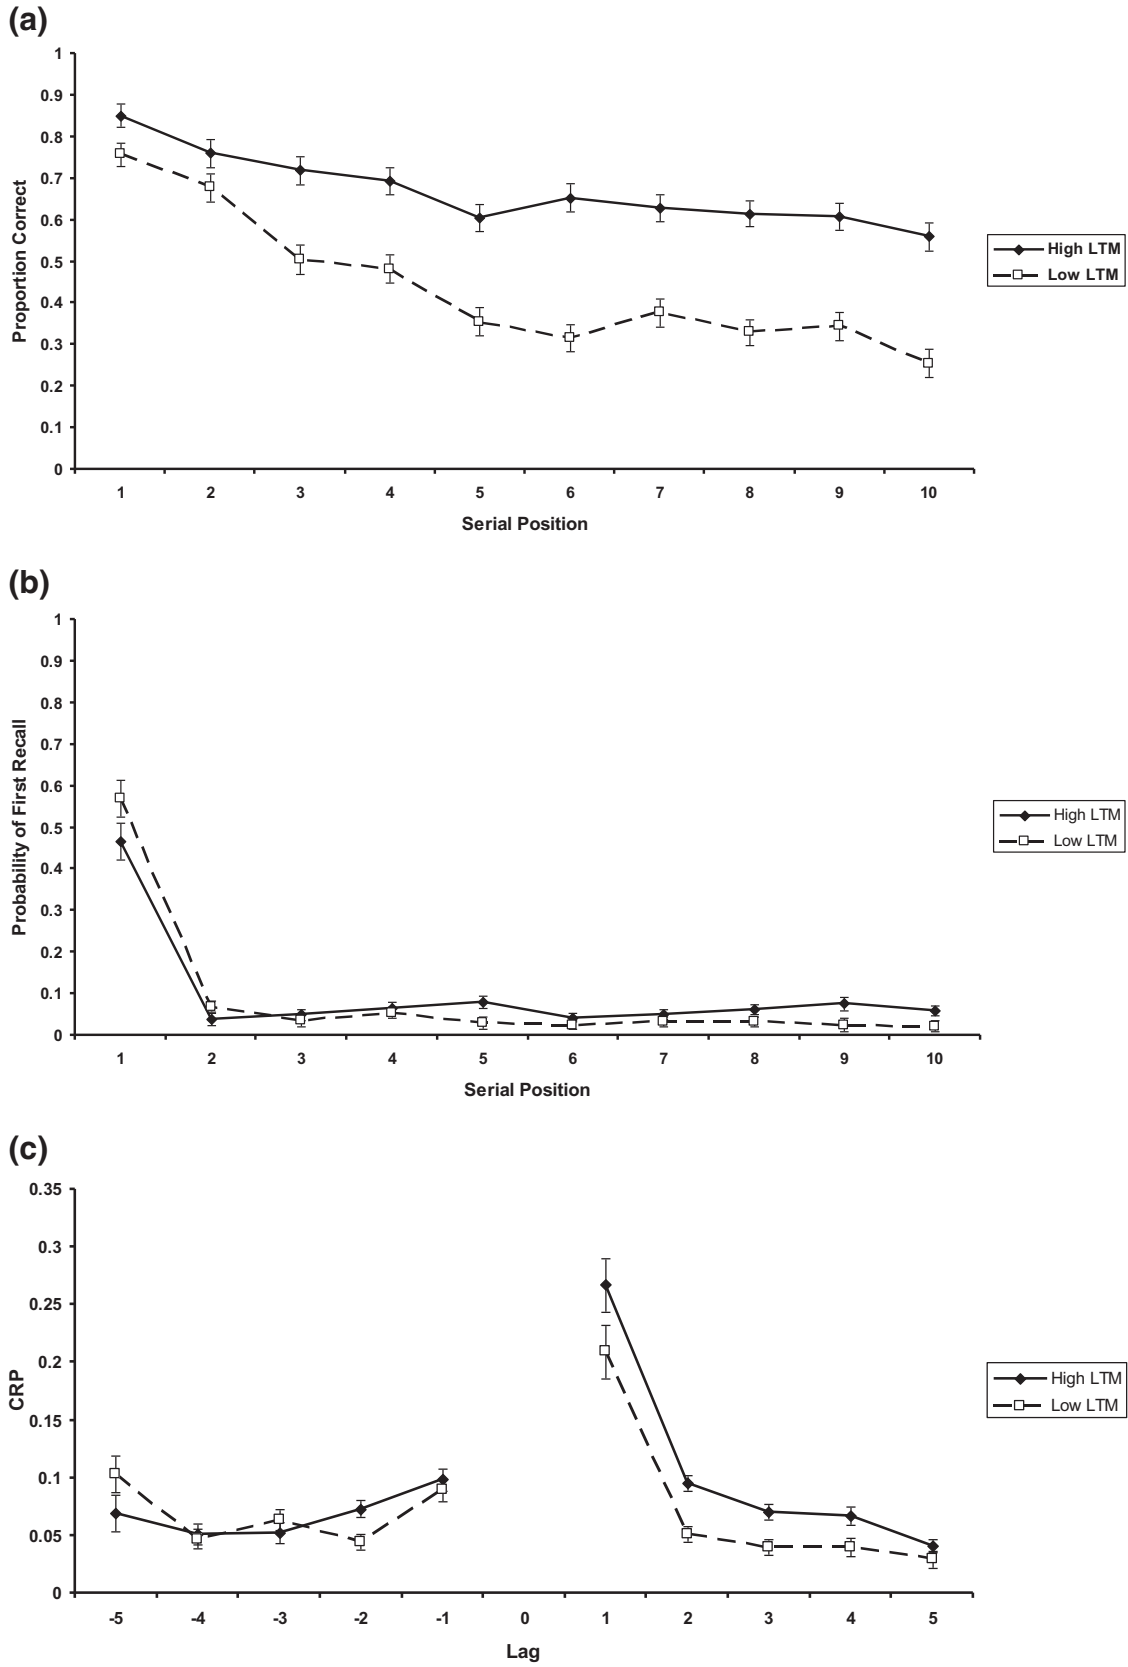 (a)
1
0.9
0.8
0.7
0.6
0.5
0.4
0.3
0.2
0.1
0
Proportion Correct
1 2 3 4 5 6 7 8 9 10
Serial Position
High LTM
Low LTM
(b)
1
0.9
0.8
0.7
0.6
0.5
0.4
0.3
0.2
0.1
0
Probability of First Recall
1 2 3 4 5 6 7 8 9 10
Serial Position
High LTM
Low LTM
(c)
0.35
0.3
0.25
0.2
0.15
0.1
0.05
0
CRP
-5 -4 -3 -2 -1 0 1 2 3 4 5
Lag
High LTM
Low LTM